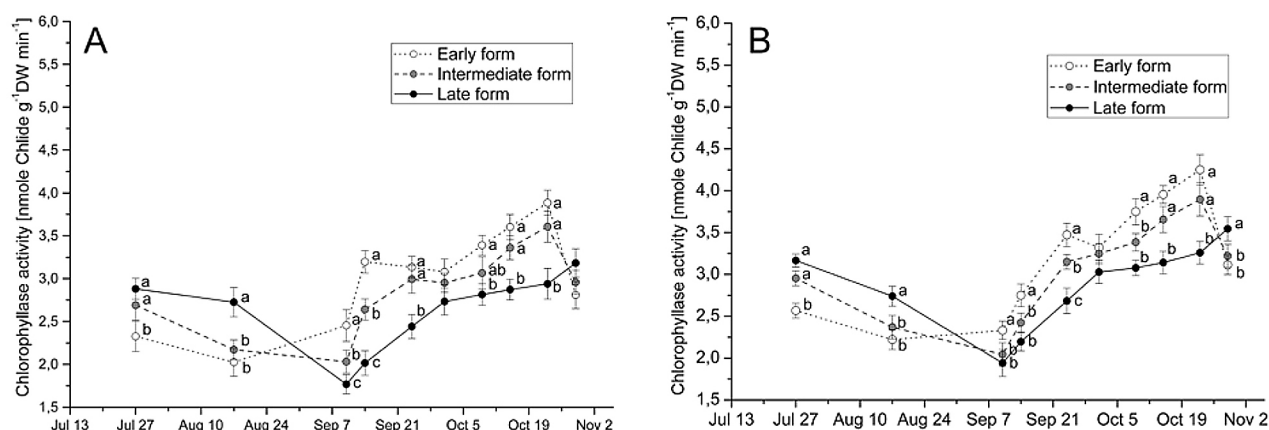 A
Chlorophyllase activity [nmole Chlide g⁻¹DW min⁻¹]
6,0
5,5
5,0
4,5
4,0
3,5
3,0
2,5
2,0
1,5
Early form
Intermediate form
Late form
a
a
b
a
b
b
a
b
c
b
c
a
a
b
a
ab
b
a
a
b
a
a
b
Jul 13 Jul 27 Aug 10 Aug 24 Sep 7 Sep 21 Oct 5 Oct 19 Nov 2
B
Chlorophyllase activity [nmole Chlide g⁻¹DW min⁻¹]
6,0
5,5
5,0
4,5
4,0
3,5
3,0
2,5
2,0
1,5
Early form
Intermediate form
Late form
a
a
b
a
b
b
a
b
b
a
b
b
a
b
c
a
b
b
a
a
b
a
a
b
a
b
b
Jul 13 Jul 27 Aug 10 Aug 24 Sep 7 Sep 21 Oct 5 Oct 19 Nov 2